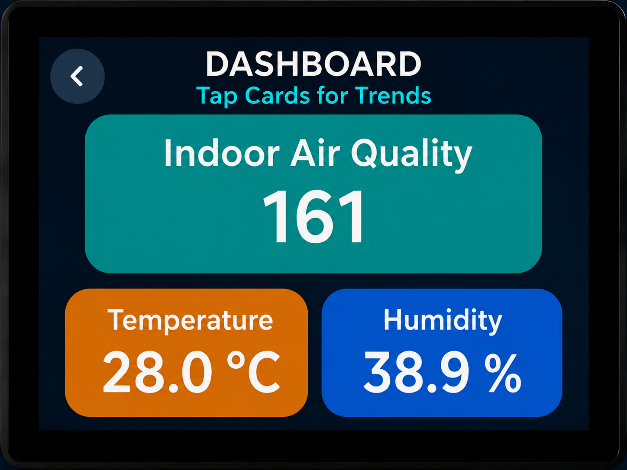 DASHBOARD
Tap Cards for Trends
Indoor Air Quality
161
Temperature
28.0 °C
Humidity
38.9 %